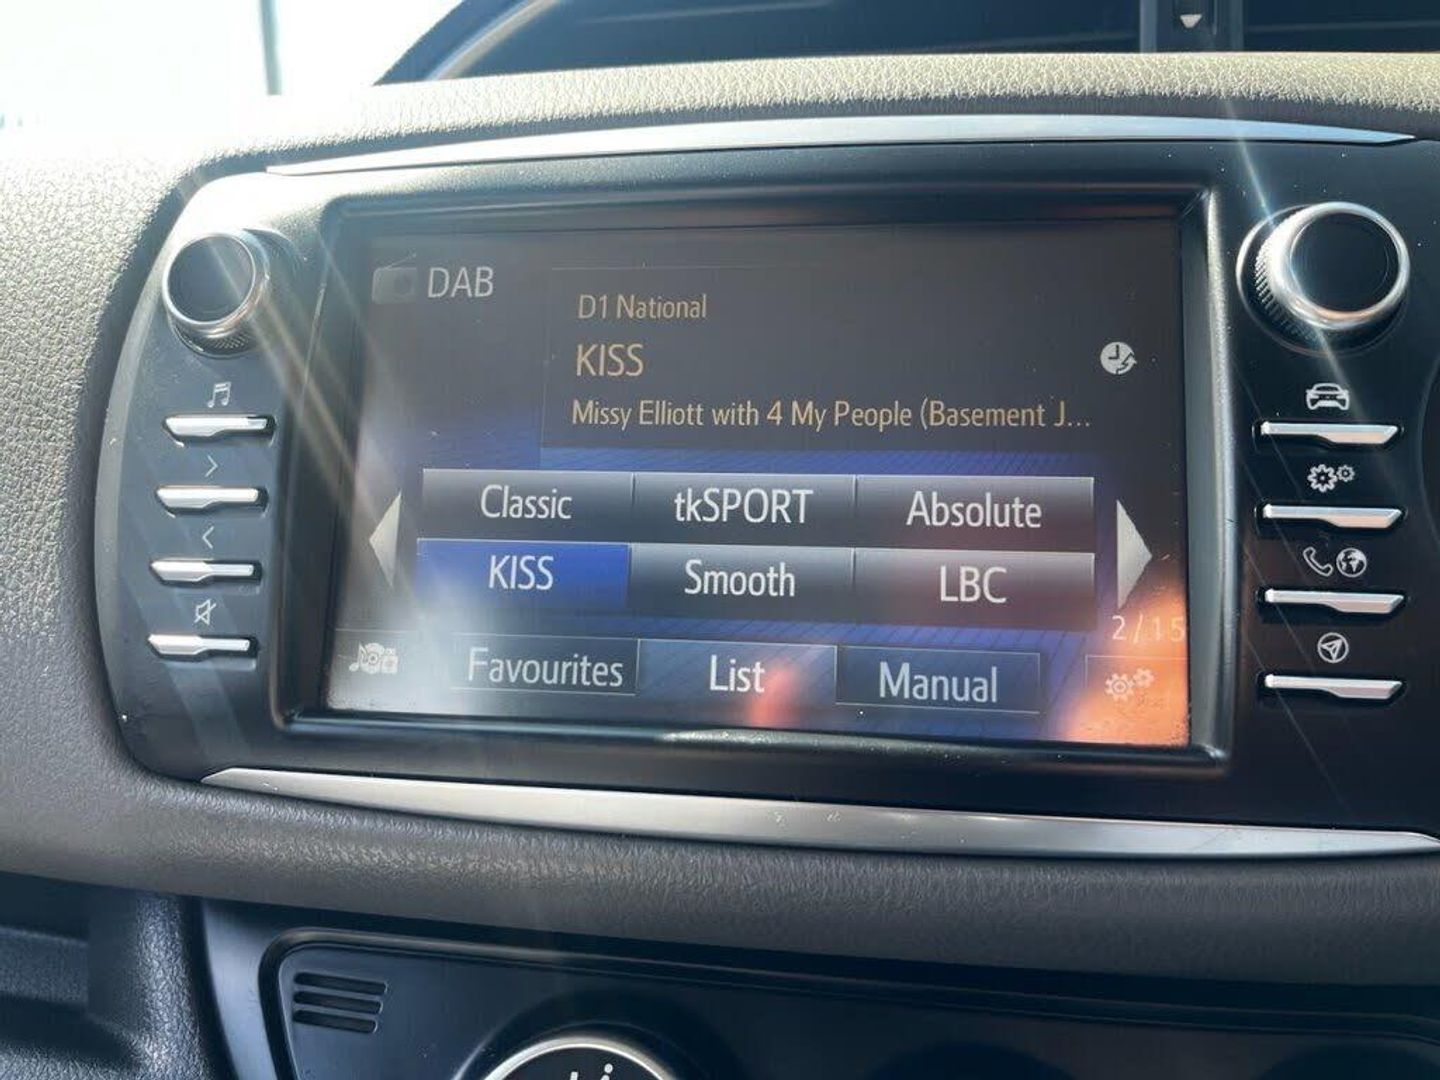 DAB
D1 National
KISS
Missy Elliott with 4 My People (Basement J...
Classic tkSPORT Absolute
KISS Smooth LBC
2/15
Favourites List Manual